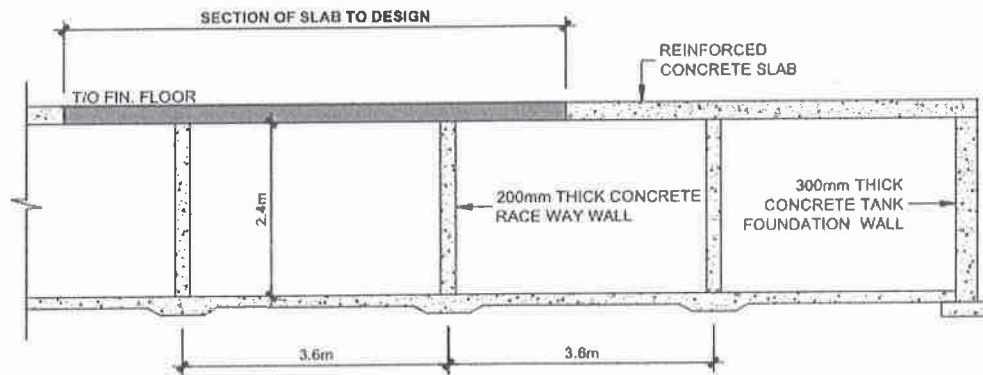 SECTION OF SLAB TO DESIGN
REINFORCED
CONCRETE SLAB
T/O FIN. FLOOR
2.4m
200mm THICK CONCRETE
RACE WAY WALL
300mm THICK
CONCRETE TANK
FOUNDATION WALL
3.6m
3.6m